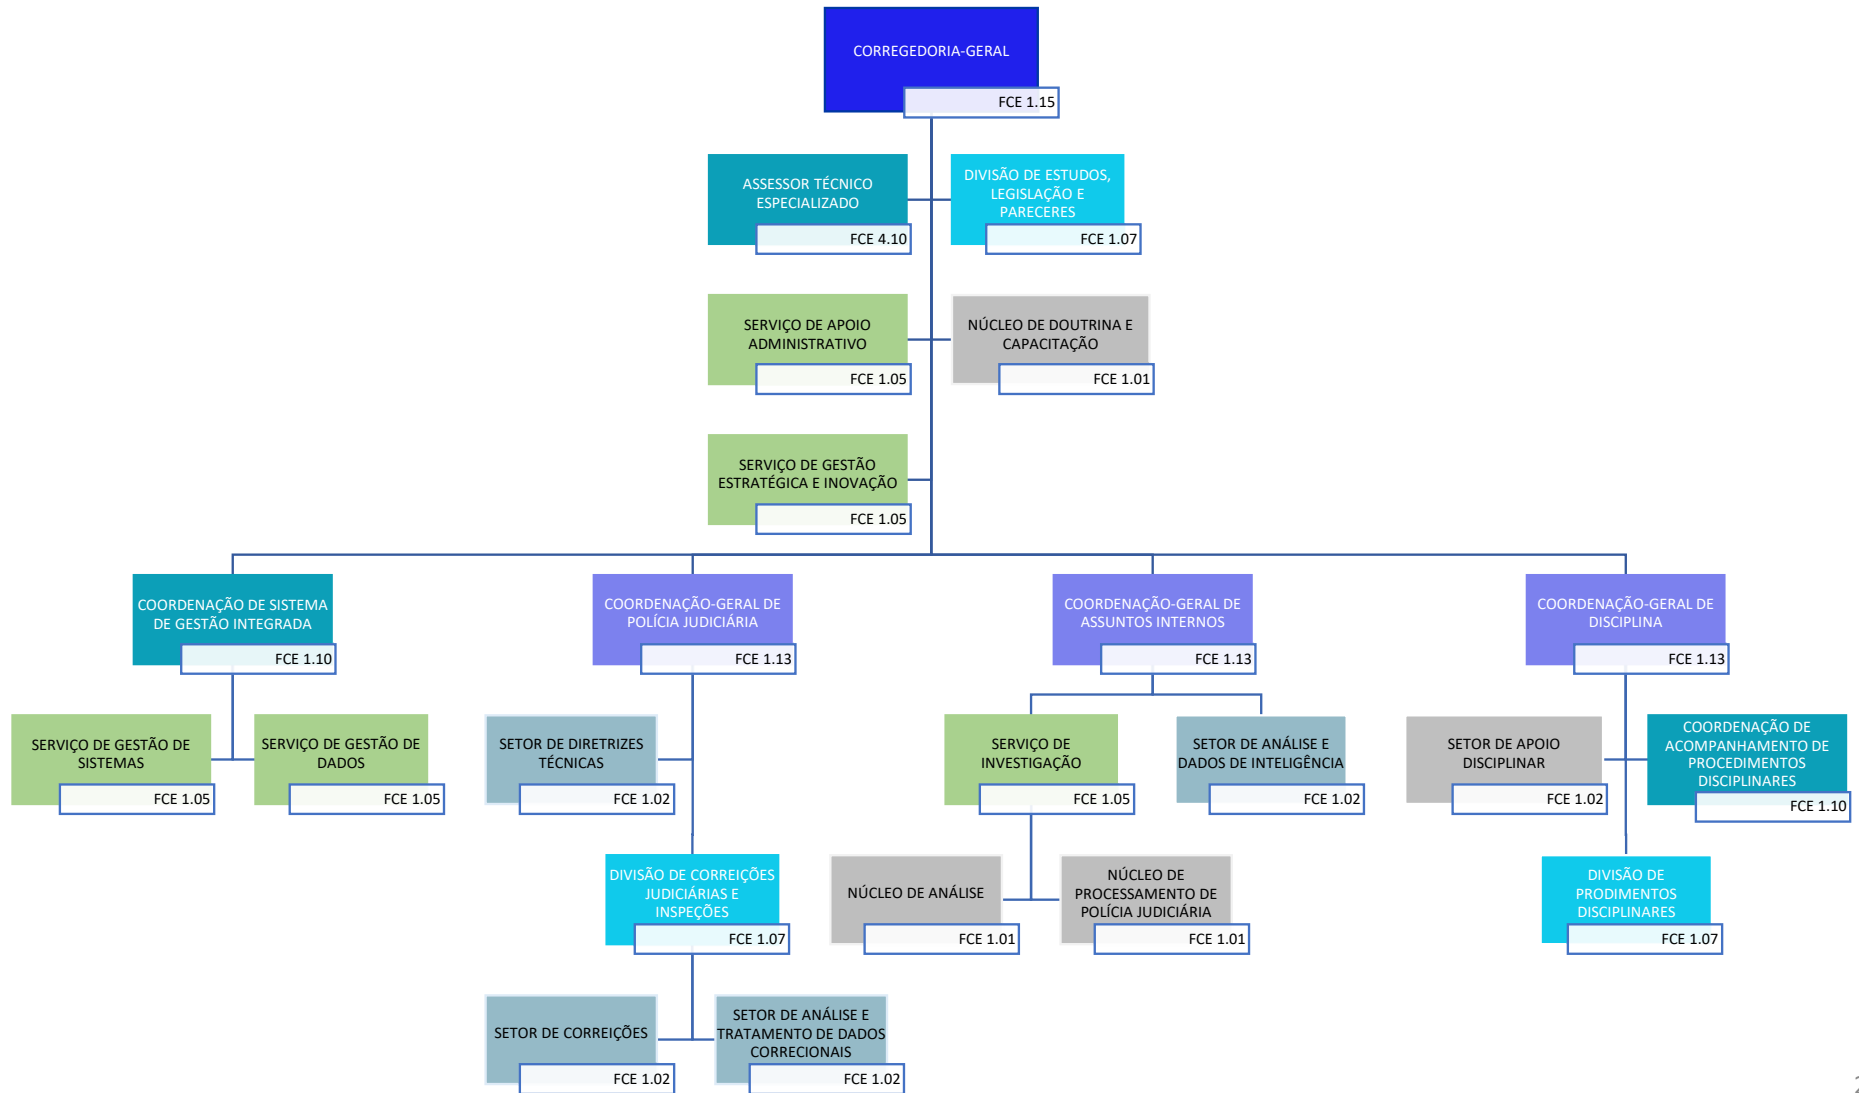 CORREGEDORIA-GERAL
FCE 1.15
ASSESSOR TÉCNICO
ESPECIALIZADO
FCE 4.10
DIVISÃO DE ESTUDOS,
LEGISLAÇÃO E
PARECERES
FCE 1.07
SERVIÇO DE APOIO
ADMINISTRATIVO
FCE 1.05
NÚCLEO DE DOUTRINA E
CAPACITAÇÃO
FCE 1.01
SERVIÇO DE GESTÃO
ESTRATÉGICA E INOVAÇÃO
FCE 1.05
COORDENAÇÃO DE SISTEMA
DE GESTÃO INTEGRADA
FCE 1.10
COORDENAÇÃO-GERAL DE
POLÍCIA JUDICIÁRIA
FCE 1.13
COORDENAÇÃO-GERAL DE
ASSUNTOS INTERNOS
FCE 1.13
COORDENAÇÃO-GERAL DE
DISCIPLINA
FCE 1.13
SERVIÇO DE GESTÃO DE
SISTEMAS
FCE 1.05
SERVIÇO DE GESTÃO DE
DADOS
FCE 1.05
SETOR DE DIRETRIZES
TÉCNICAS
FCE 1.02
SERVIÇO DE
INVESTIGAÇÃO
FCE 1.05
SETOR DE ANÁLISE E
DADOS DE INTELIGÊNCIA
FCE 1.02
SETOR DE APOIO
DISCIPLINAR
FCE 1.02
COORDENAÇÃO DE
ACOMPANHAMENTO DE
PROCEDIMENTOS
DISCIPLINARES
FCE 1.10
DIVISÃO DE CORREIÇÕES
JUDICIÁRIAS E
INSPEÇÕES
FCE 1.07
NÚCLEO DE ANÁLISE
FCE 1.01
NÚCLEO DE
PROCESSAMENTO DE
POLÍCIA JUDICIÁRIA
FCE 1.01
DIVISÃO DE
PRODIMENTOS
DISCIPLINARES
FCE 1.07
SETOR DE CORREIÇÕES
FCE 1.02
SETOR DE ANÁLISE E
TRATAMENTO DE DADOS
CORRECIONAIS
FCE 1.02